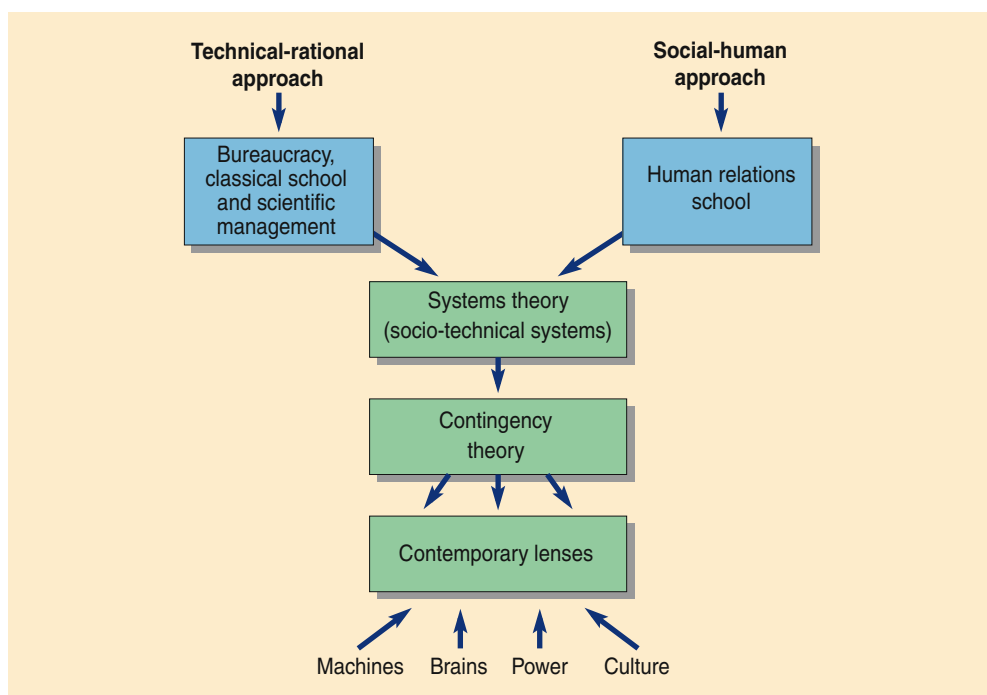 Technical-rational
approach
Social-human
approach
Bureaucracy,
classical school
and scientific
management
Human relations
school
Systems theory
(socio-technical systems)
Contingency
theory
Contemporary lenses
Machines
Brains
Power
Culture